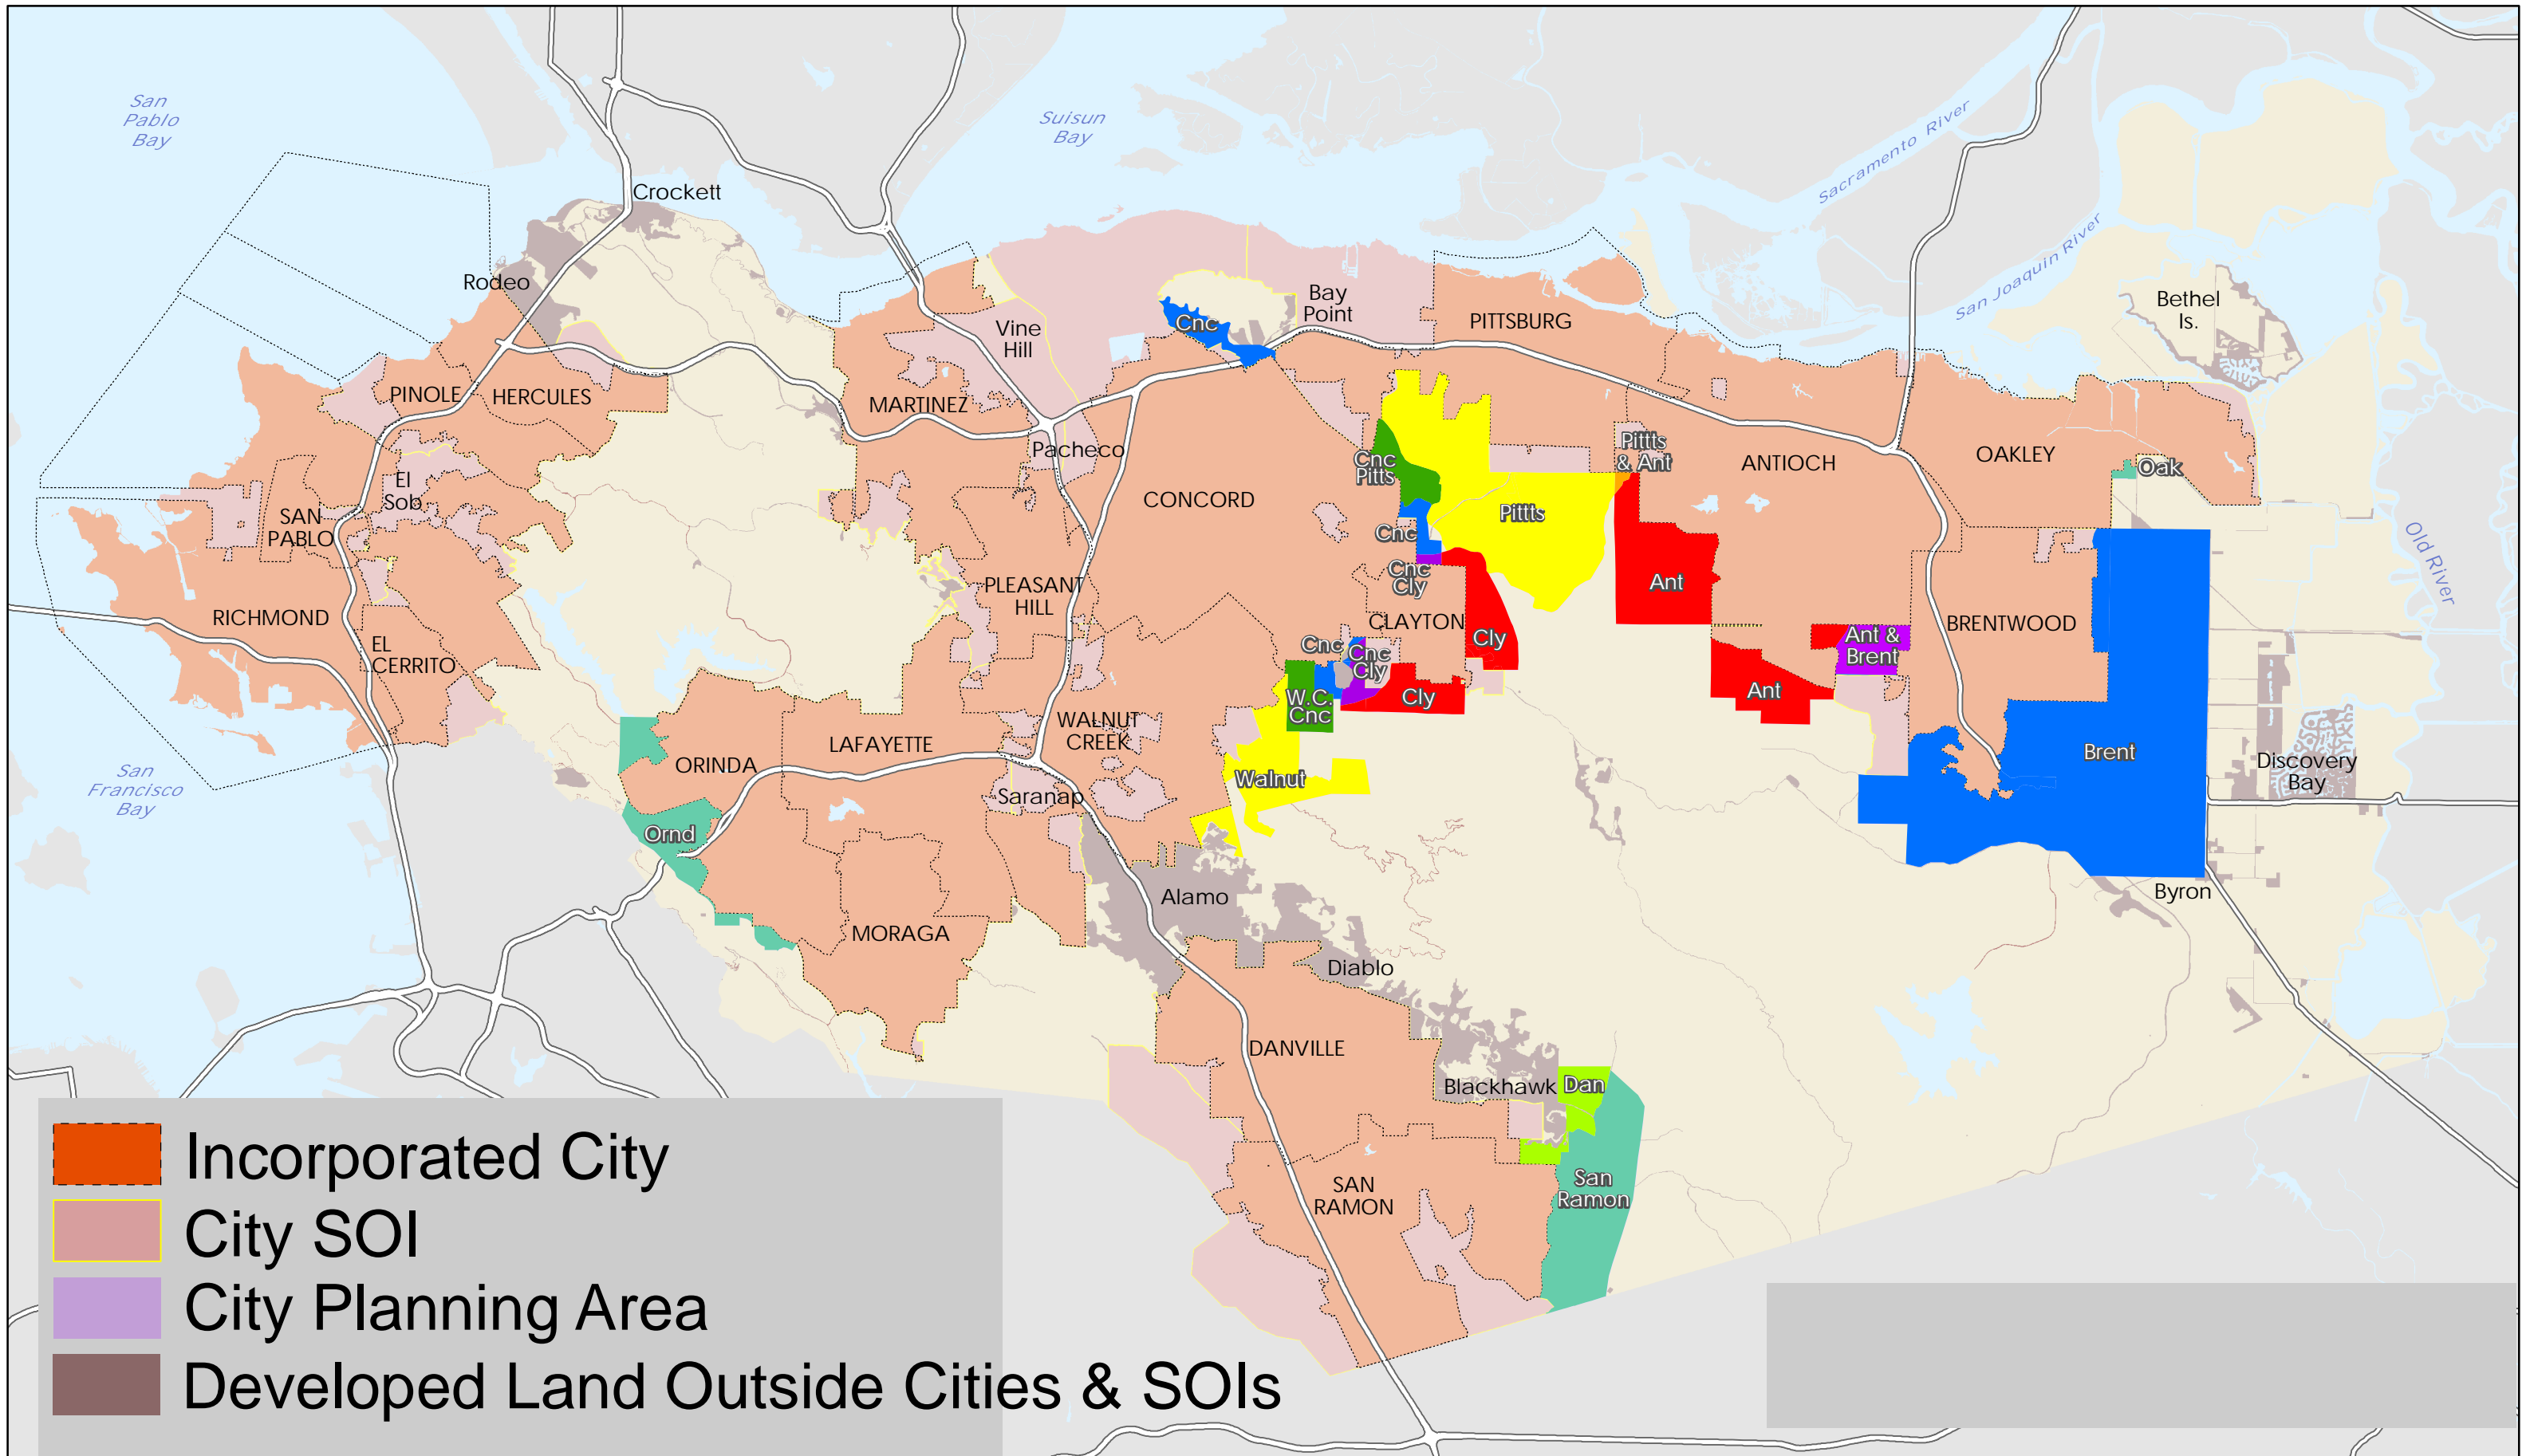 San
Pablo
Bay
Suisun
Bay
Sacramento River
San Joaquin River
Old River
San
Francisco
Bay
Crockett
Rodeo
Vine
Hill
Bay
Point
PITTSBURG
Bethel
Is.
Cnc
PINOLE
HERCULES
MARTINEZ
Pacheco
El
Sob
SAN
PABLO
CONCORD
Cnc
Pitts
Pittts
Pittts
& Ant
ANTIOCH
OAKLEY
Oak
Cnc
Cnc
Cly
PLEASANT
HILL
RICHMOND
EL
CERRITO
CLAYTON
Cly
Ant
Ant &
Brent
BRENTWOOD
Cnc
Cnc
Cly
Cly
W.C.
Cnc
Ant
WALNUT
CREEK
LAFAYETTE
ORINDA
Saranap
Walnut
Brent
Discovery
Bay
Ornd
Alamo
Byron
MORAGA
Diablo
DANVILLE
Blackhawk
Dan
SAN
RAMON
San
Ramon
Incorporated City
City SOI
City Planning Area
Developed Land Outside Cities & SOIs